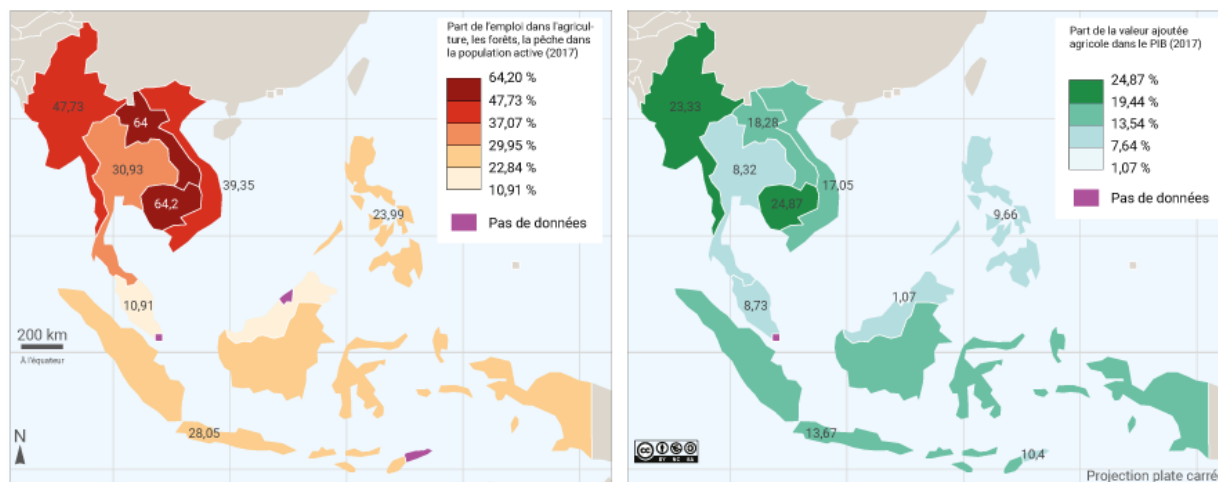 Part de l'emploi dans l'agricul-
ture, les forêts, la pêche dans
la population active (2017)
64,20 %
47,73 %
37,07 %
29,95 %
22,84 %
10,91 %
Pas de données
47,73
64
30,93
64,2
39,35
23,99
10,91
28,05
200 km
À l'équateur
N
Part de la valeur ajoutée
agricole dans le PIB (2017)
24,87 %
19,44 %
13,54 %
7,64 %
1,07 %
Pas de données
23,33
18,28
8,32
24,87
17,05
9,66
8,73
1,07
13,67
10,4
CC
BY NC SA
Projection plate carré